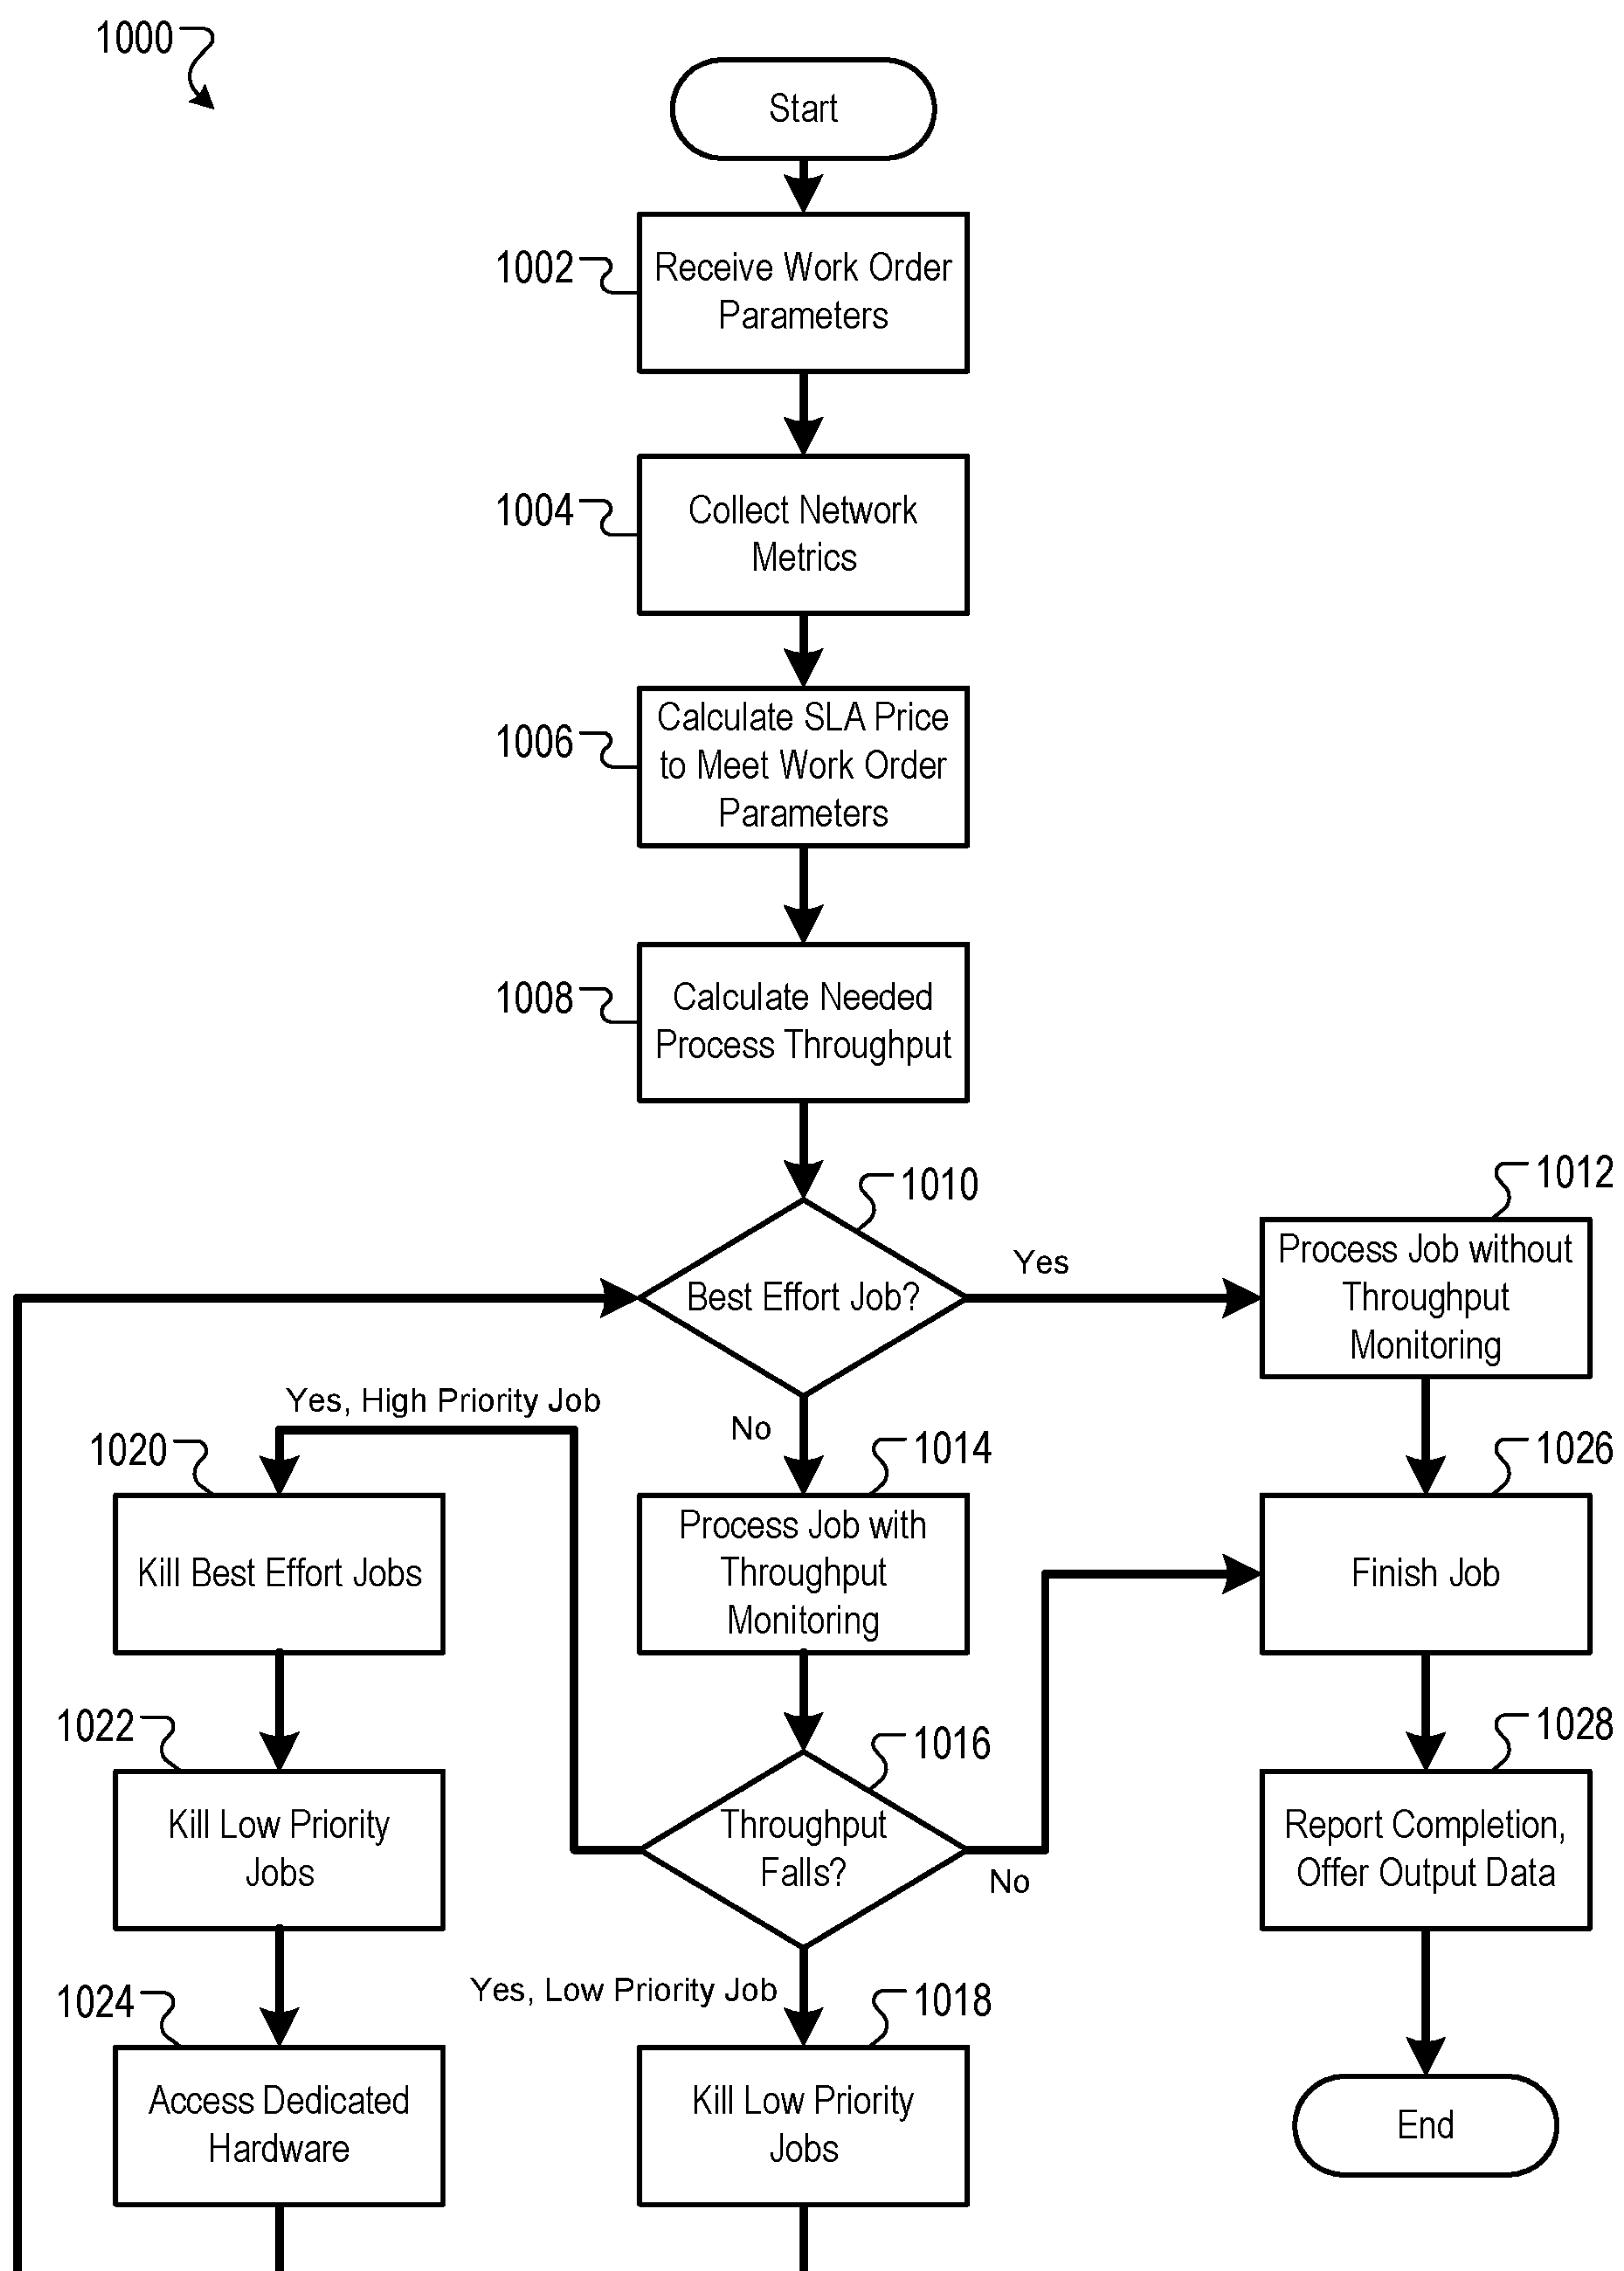 1000
Start
1002
Receive Work Order
Parameters
1004
Collect Network
Metrics
1006
Calculate SLA Price
to Meet Work Order
Parameters
1008
Calculate Needed
Process Throughput
1010
Best Effort Job?
Yes
1012
Process Job without
Throughput
Monitoring
No
Yes, High Priority Job
1014
Process Job with
Throughput
Monitoring
1016
Throughput
Falls?
No
Yes, Low Priority Job
1018
Kill Low Priority
Jobs
1020
Kill Best Effort Jobs
1022
Kill Low Priority
Jobs
1024
Access Dedicated
Hardware
1026
Finish Job
1028
Report Completion,
Offer Output Data
End